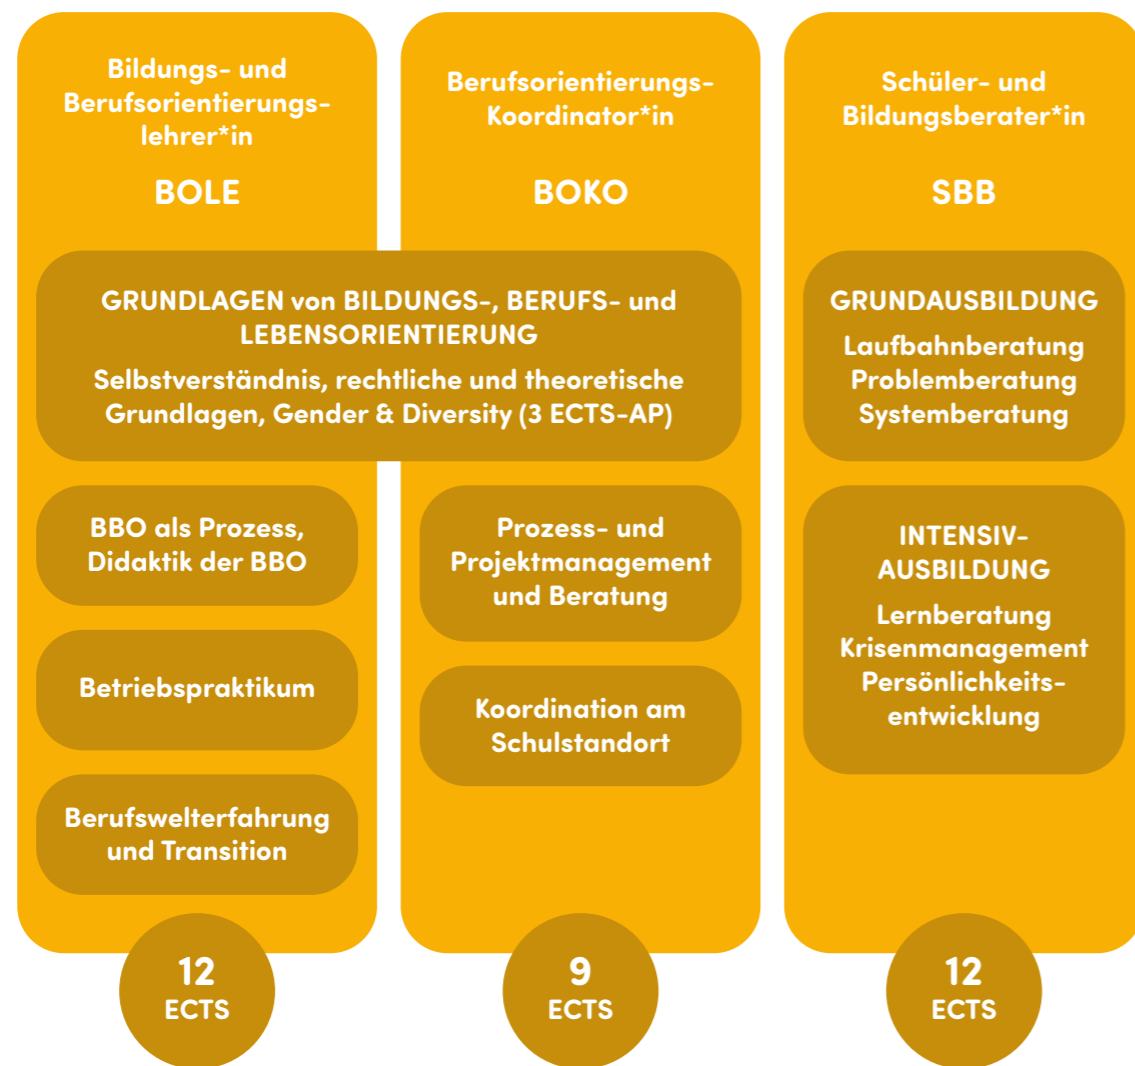 Bildungs- und
Berufsorientierungs-
lehrer*in
BOLE
Berufsorientierungs-
Koordinator*in
BOKO
Schüler- und
Bildungsberater*in
SBB
GRUNDLAGEN von BILDUNGS-, BERUFS- und
LEBENSORIENTIERUNG
Selbstverständnis, rechtliche und theoretische
Grundlagen, Gender & Diversity (3 ECTS-AP)
BBO als Prozess,
Didaktik der BBO
Betriebspraktikum
Berufswelterfahrung
und Transition
Prozess- und
Projektmanagement
und Beratung
Koordination am
Schulstandort
GRUNDAUSBILDUNG
Laufbahnberatung
Problemberatung
Systemberatung
INTENSIV-
AUSBILDUNG
Lernberatung
Krisenmanagement
Persönlichkeits-
entwicklung
12
ECTS
9
ECTS
12
ECTS